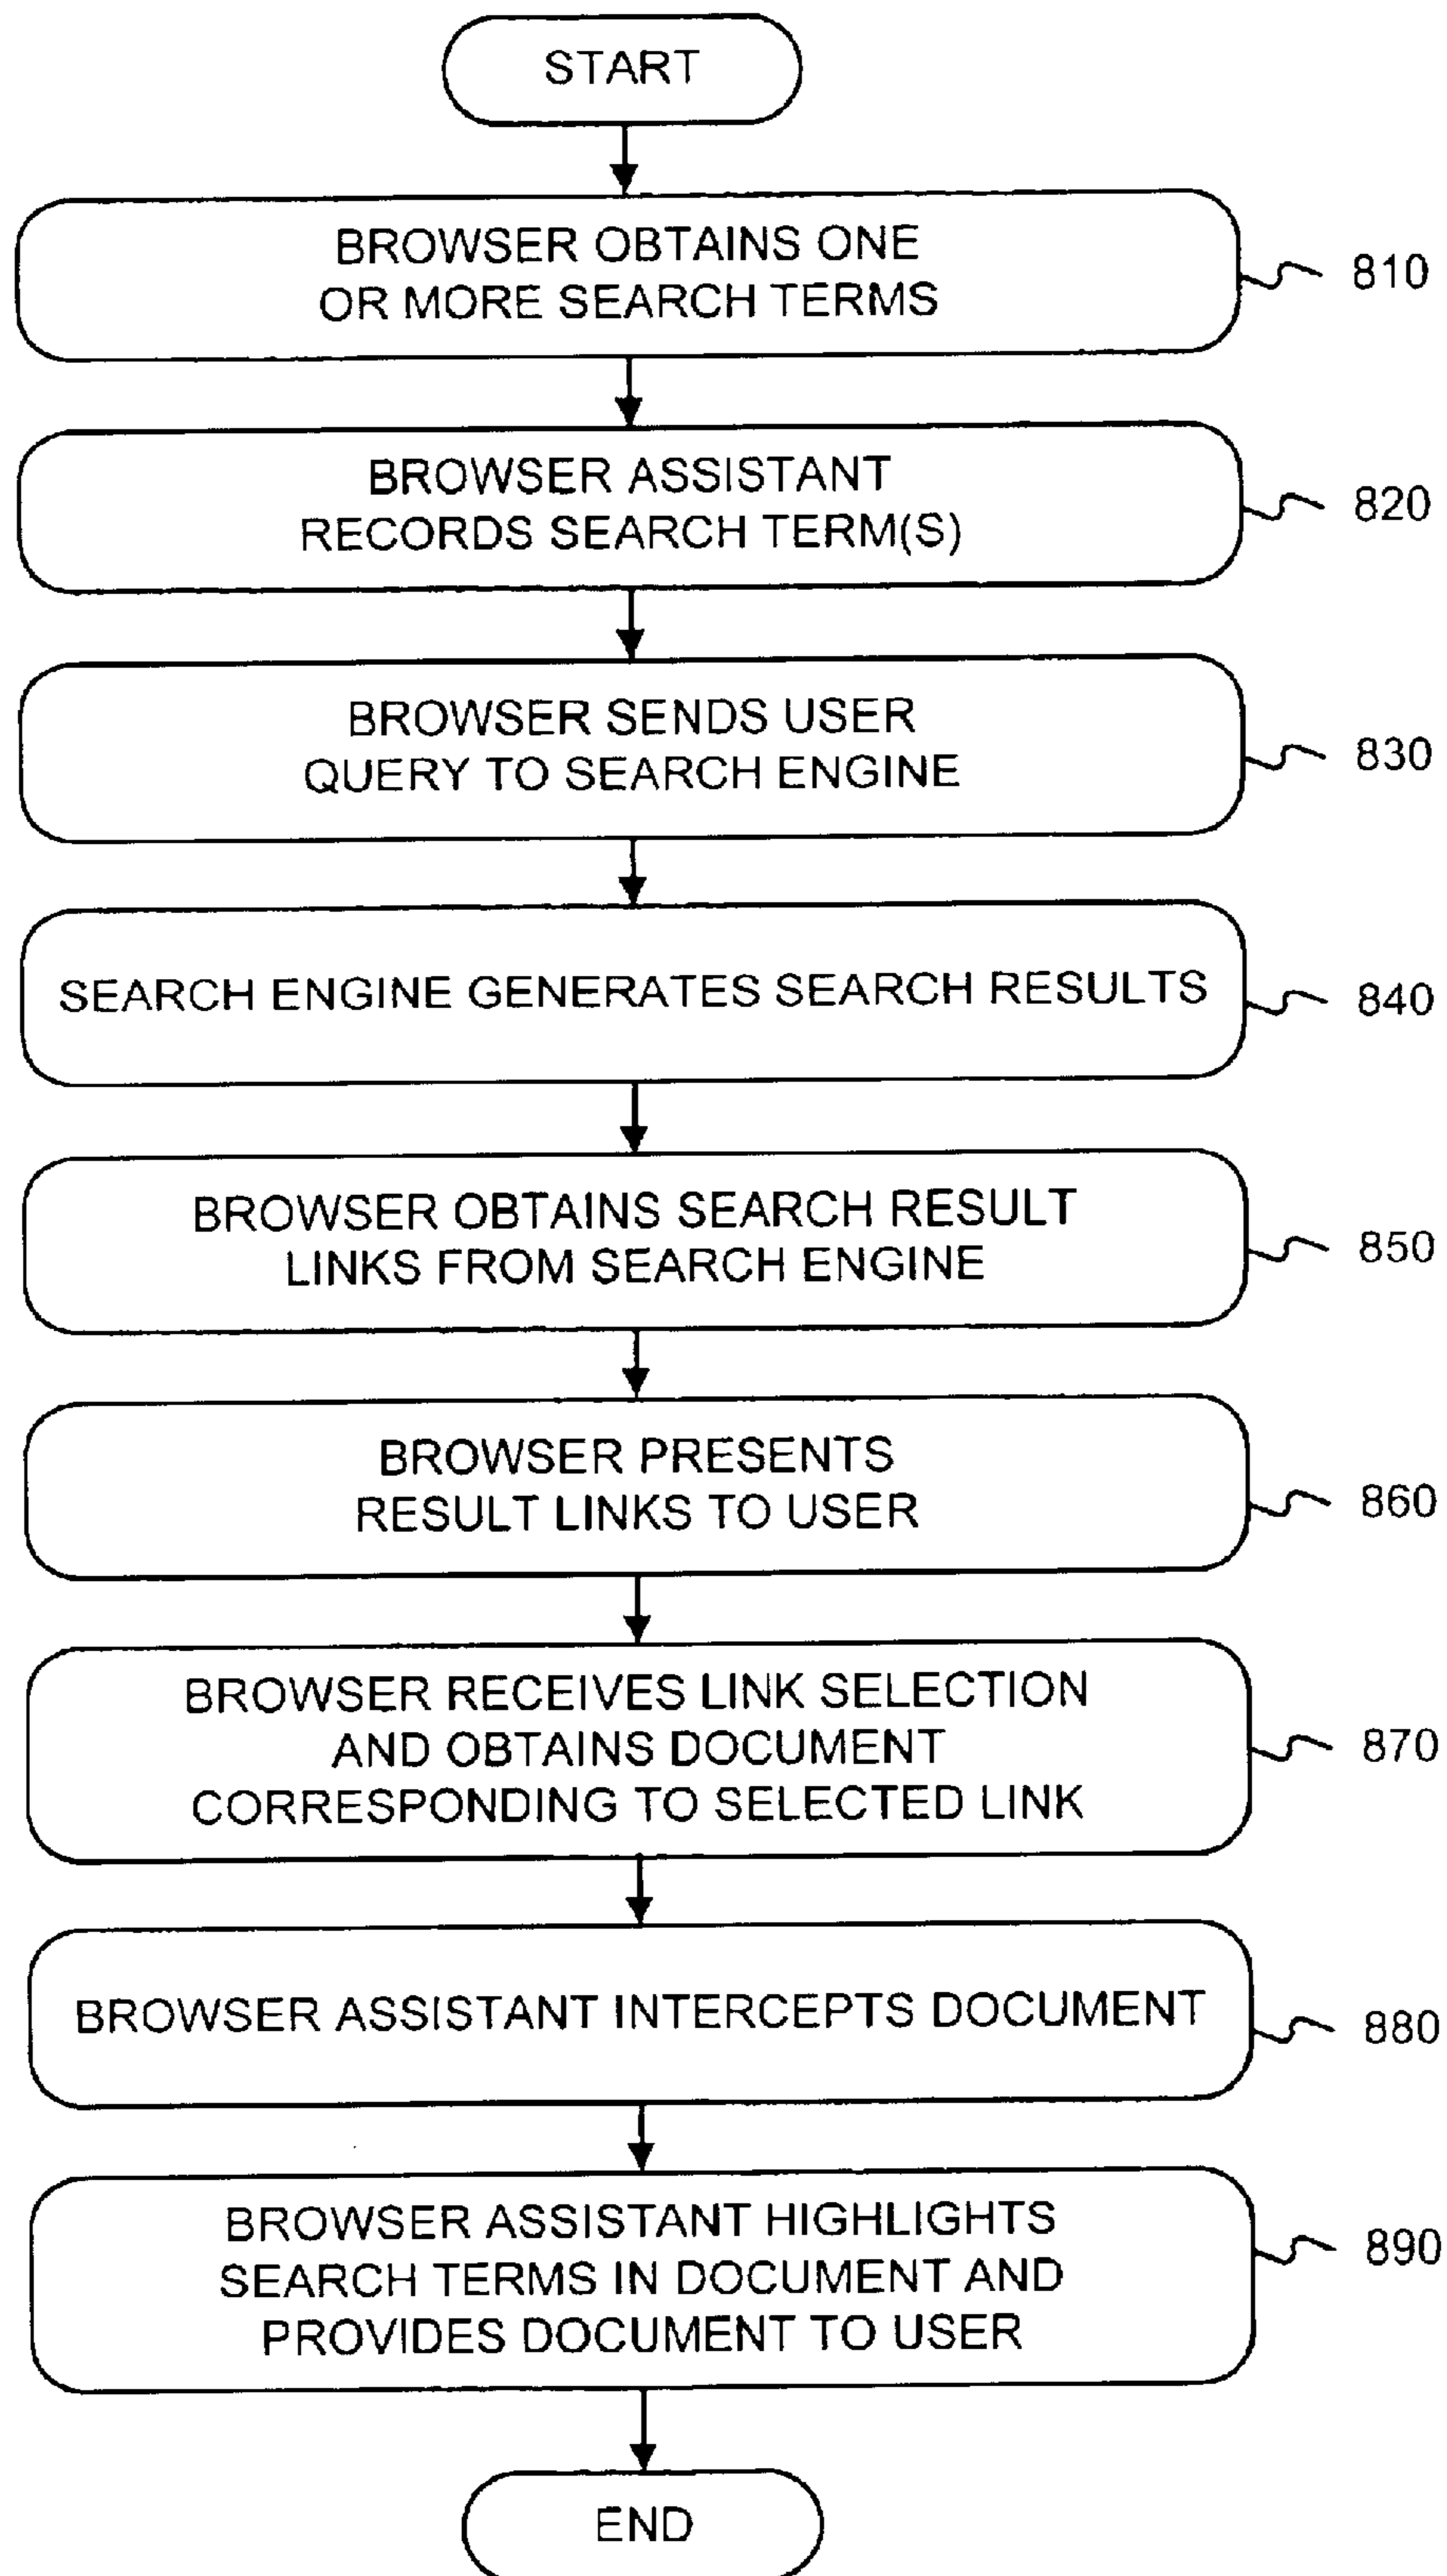 START
BROWSER OBTAINS ONE
OR MORE SEARCH TERMS
810
BROWSER ASSISTANT
RECORDS SEARCH TERM(S)
820
BROWSER SENDS USER
QUERY TO SEARCH ENGINE
830
SEARCH ENGINE GENERATES SEARCH RESULTS
840
BROWSER OBTAINS SEARCH RESULT
LINKS FROM SEARCH ENGINE
850
BROWSER PRESENTS
RESULT LINKS TO USER
860
BROWSER RECEIVES LINK SELECTION
AND OBTAINS DOCUMENT
CORRESPONDING TO SELECTED LINK
870
BROWSER ASSISTANT INTERCEPTS DOCUMENT
880
BROWSER ASSISTANT HIGHLIGHTS
SEARCH TERMS IN DOCUMENT AND
PROVIDES DOCUMENT TO USER
890
END